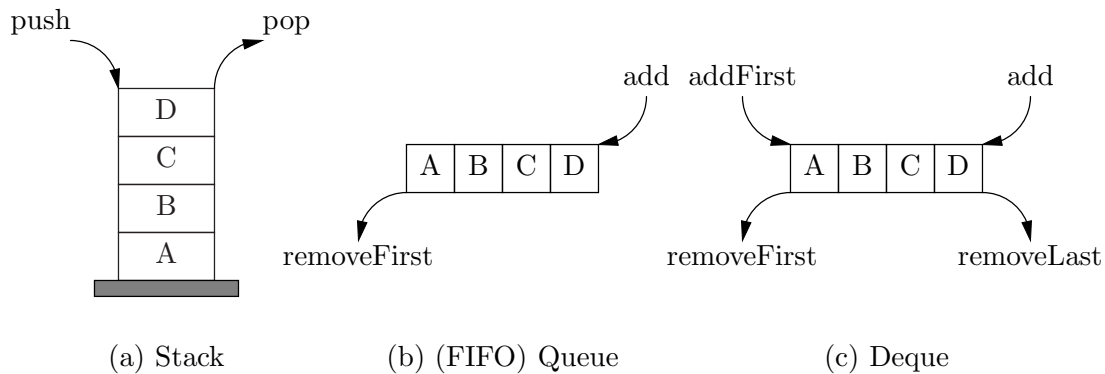 push
pop
D
C
B
A
(a) Stack
add
A B C D
removeFirst
(b) (FIFO) Queue
addFirst
add
A B C D
removeFirst
removeLast
(c) Deque